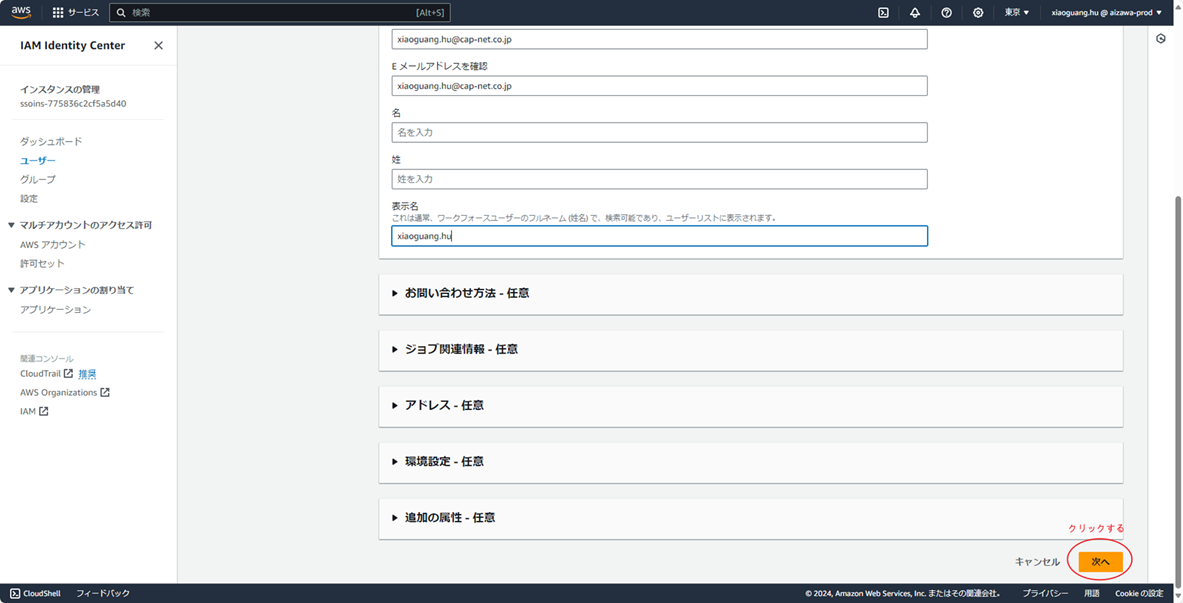 aws サービス 検索 [Alt+S] 東京 ▼ xiaoguang.hu @ aizawa-prod ▼
IAM Identity Center
インスタンスの管理
ssoins-775836c2cf5a5d40
ダッシュボード
ユーザー
グループ
設定
マルチアカウントのアクセス許可
AWS アカウント
許可セット
アプリケーションの割り当て
アプリケーション
関連コンソール
CloudTrail 推奨
AWS Organizations
IAM
xiaoguang.hu@cap-net.co.jp
E メールアドレスを確認
xiaoguang.hu@cap-net.co.jp
名
名を入力
姓
姓を入力
表示名
これは通常、ワークフォースユーザーのフルネーム (姓名) で、検索可能であり、ユーザーリストに表示されます。
xiaoguang.hu
お問い合わせ方法 - 任意
ジョブ関連情報 - 任意
アドレス - 任意
環境設定 - 任意
追加の属性 - 任意
クリックする
キャンセル 次へ
CloudShell フィードバック © 2024, Amazon Web Services, Inc. またはその関連会社。 プライバシー 用語 Cookie の設定